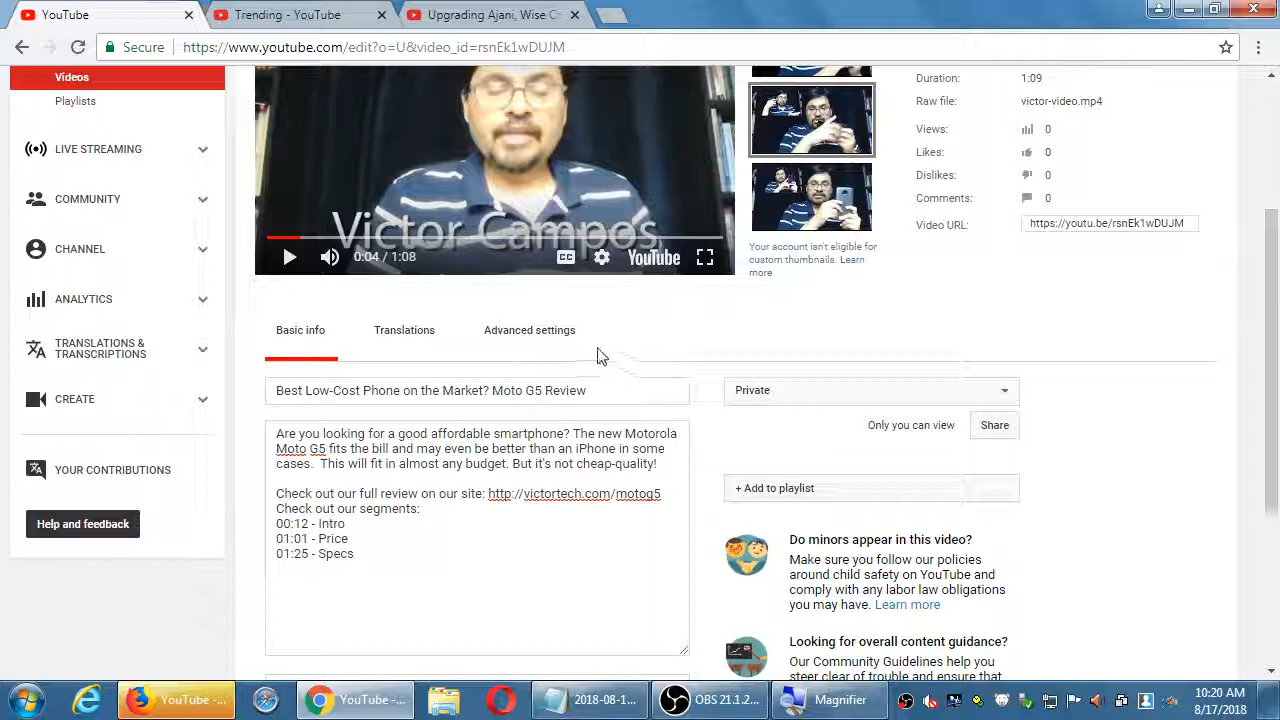 YouTube
Trending - YouTube
Upgrading Ajani, Wise C
Secure
https://www.youtube.com/edit?o=U&video_id=rsnEk1wDUJM
Videos
Playlists
LIVE STREAMING
COMMUNITY
CHANNEL
ANALYTICS
TRANSLATIONS &
TRANSCRIPTIONS
CREATE
YOUR CONTRIBUTIONS
Help and feedback
Victor Campos
0:04 / 1:08
CC
YouTube
Your account isn't eligible for
custom thumbnails. Learn
more
Duration: 1:09
Raw file: victor-video.mp4
Views: 0
Likes: 0
Dislikes: 0
Comments: 0
Video URL: https://youtu.be/rsnEk1wDUJM
Basic info Translations Advanced settings
Best Low-Cost Phone on the Market? Moto G5 Review
Are you looking for a good affordable smartphone? The new Motorola
Moto G5 fits the bill and may even be better than an iPhone in some
cases.  This will fit in almost any budget. But it's not cheap-quality!
Check out our full review on our site: http://victortech.com/motog5
Check out our segments:
00:12 - Intro
01:01 - Price
01:25 - Specs
Private
Only you can view Share
+ Add to playlist
Do minors appear in this video?
Make sure you follow our policies
around child safety on YouTube and
comply with any labor law obligations
you may have. Learn more
Looking for overall content guidance?
Our Community Guidelines help you
steer clear of trouble and ensure that
YouTube -...
YouTube -...
2018-08-1...
OBS 21.1.2...
Magnifier
10:20 AM
8/17/2018